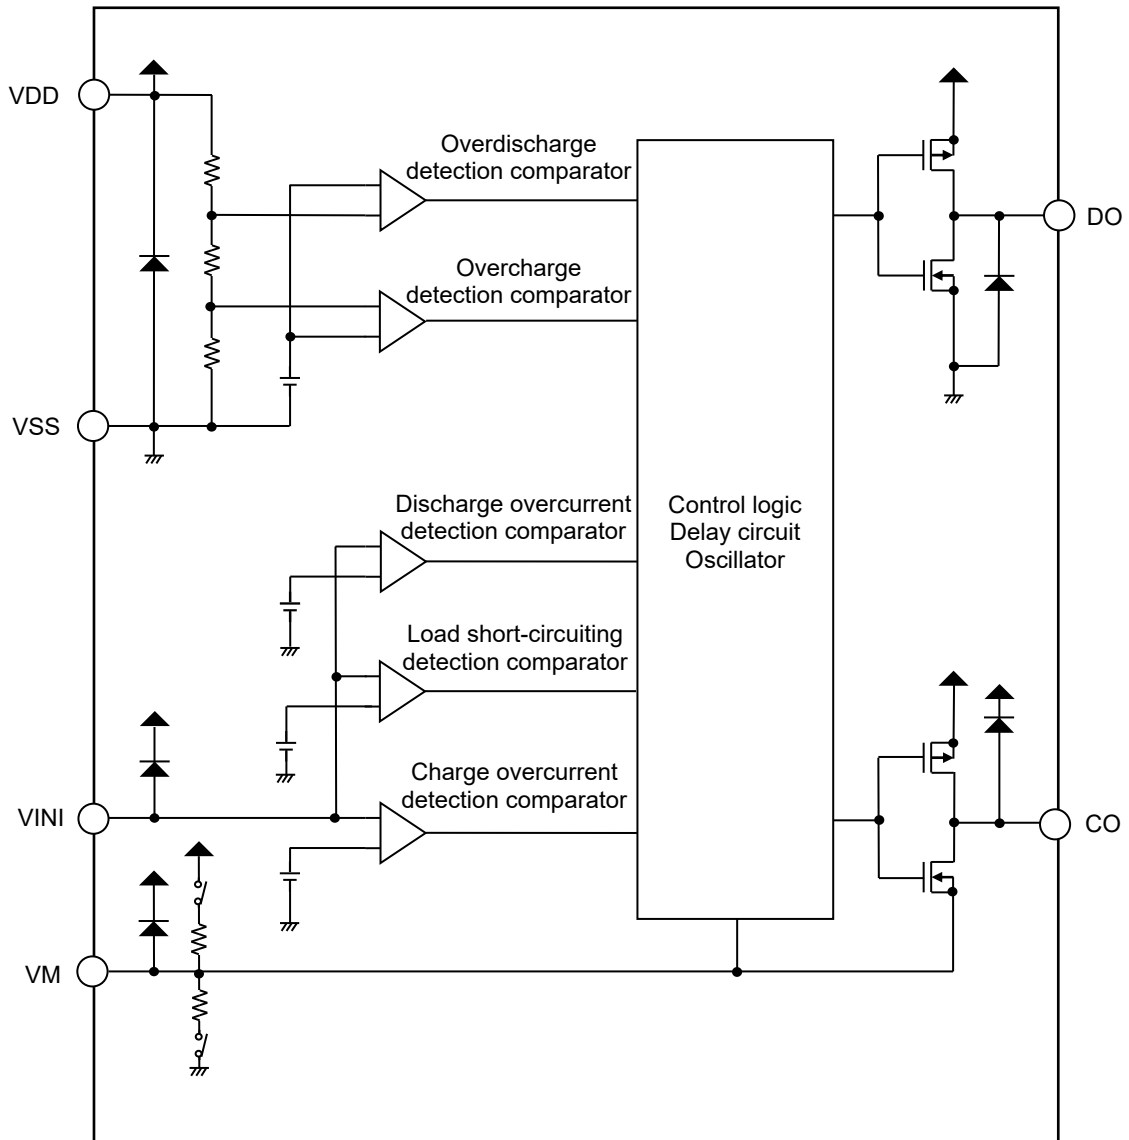 VDD
Overdischarge
detection comparator
DO
Overcharge
detection comparator
VSS
Discharge overcurrent
detection comparator
Control logic
Delay circuit
Oscillator
Load short-circuiting
detection comparator
Charge overcurrent
detection comparator
VINI
CO
VM